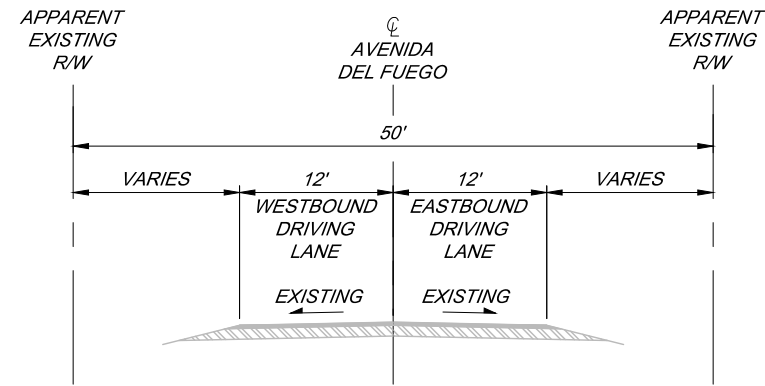 APPARENT
EXISTING
R/W
℄
AVENIDA
DEL FUEGO
APPARENT
EXISTING
R/W
50'
VARIES
12'
12'
VARIES
WESTBOUND
DRIVING
LANE
EASTBOUND
DRIVING
LANE
EXISTING
EXISTING